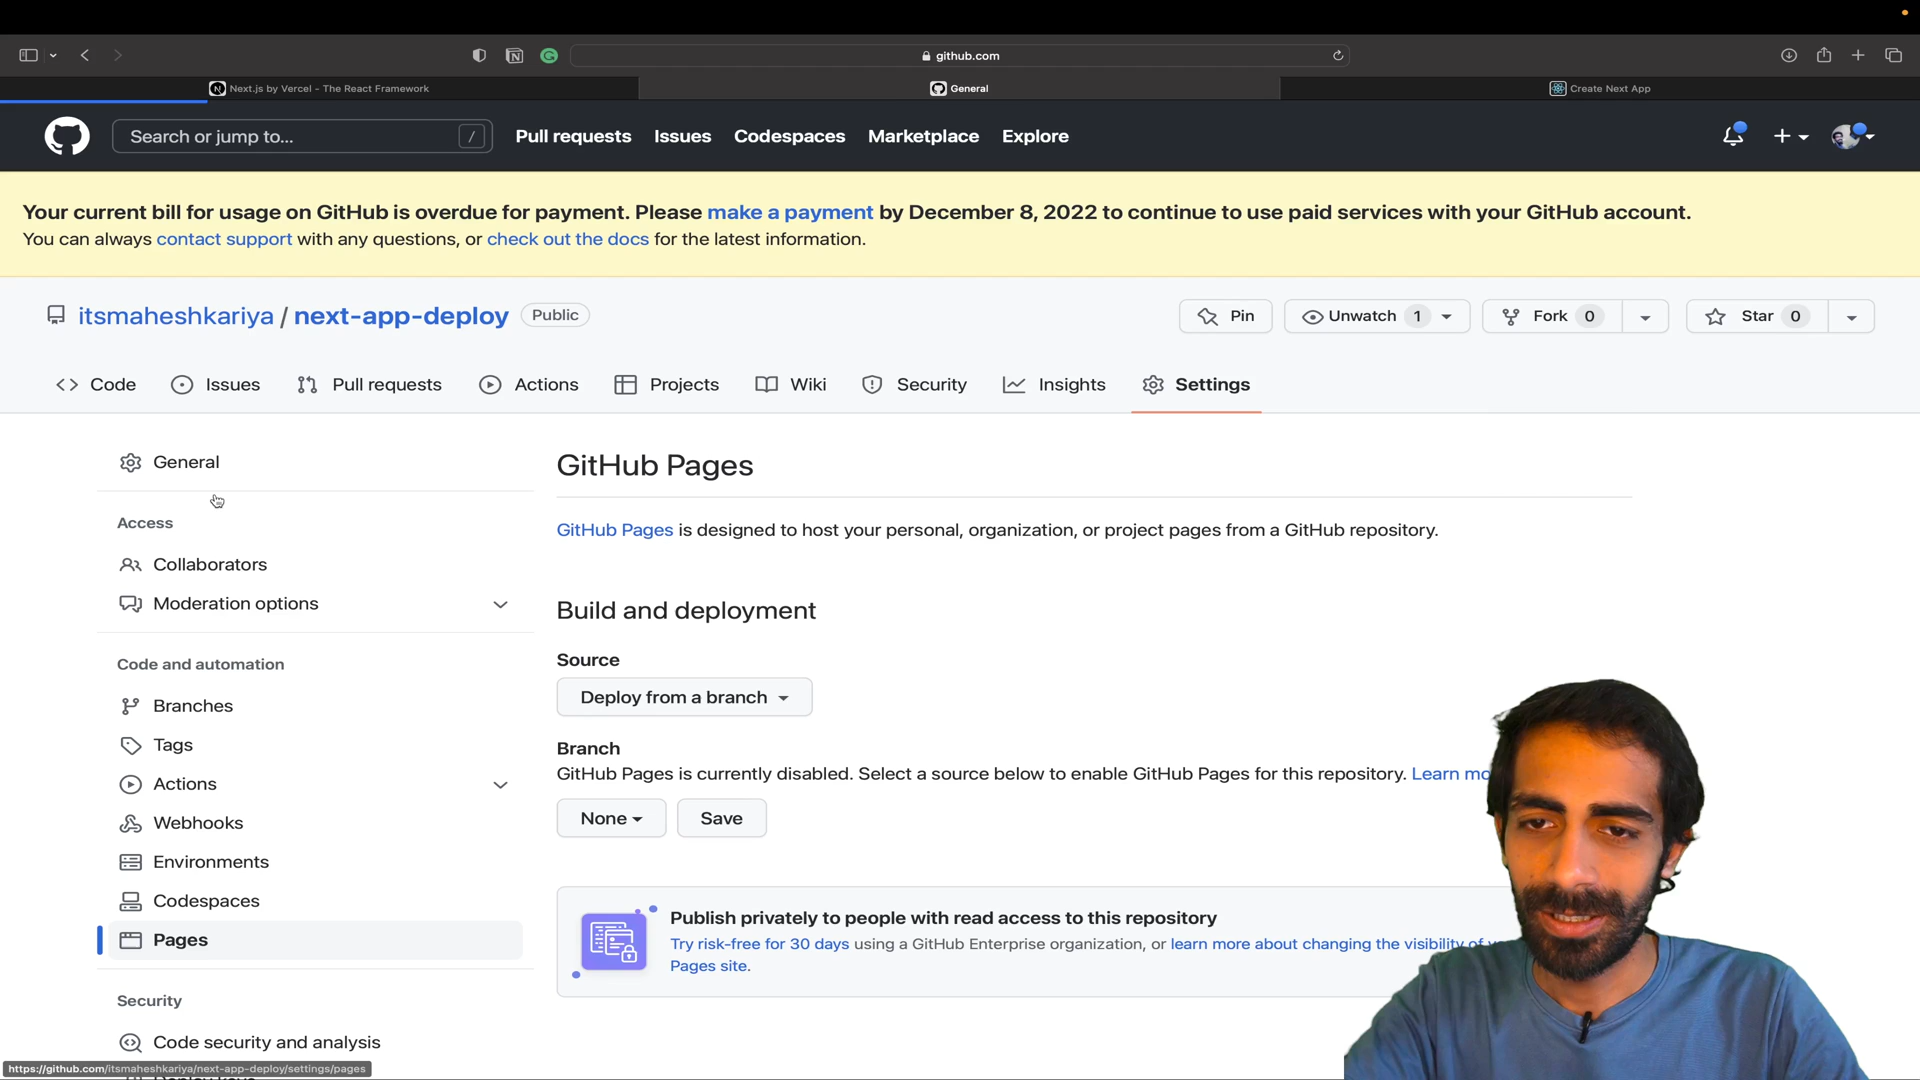 github.com
Next.js by Vercel - The React Framework
General
Create Next App
Search or jump to... /
Pull requests Issues Codespaces Marketplace Explore
Your current bill for usage on GitHub is overdue for payment. Please make a payment by December 8, 2022 to continue to use paid services with your GitHub account.
You can always contact support with any questions, or check out the docs for the latest information.
itsmaheshkariya / next-app-deploy Public
Pin Unwatch 1 Fork 0 Star 0
Code Issues Pull requests Actions Projects Wiki Security Insights Settings
General
Access
Collaborators
Moderation options
Code and automation
Branches
Tags
Actions
Webhooks
Environments
Codespaces
Pages
Security
Code security and analysis
https://github.com/itsmaheshkariya/next-app-deploy/settings/pages
GitHub Pages
GitHub Pages is designed to host your personal, organization, or project pages from a GitHub repository.
Build and deployment
Source
Deploy from a branch
Branch
GitHub Pages is currently disabled. Select a source below to enable GitHub Pages for this repository. Learn mo
None Save
Publish privately to people with read access to this repository
Try risk-free for 30 days using a GitHub Enterprise organization, or learn more about changing the visibility of
Pages site.